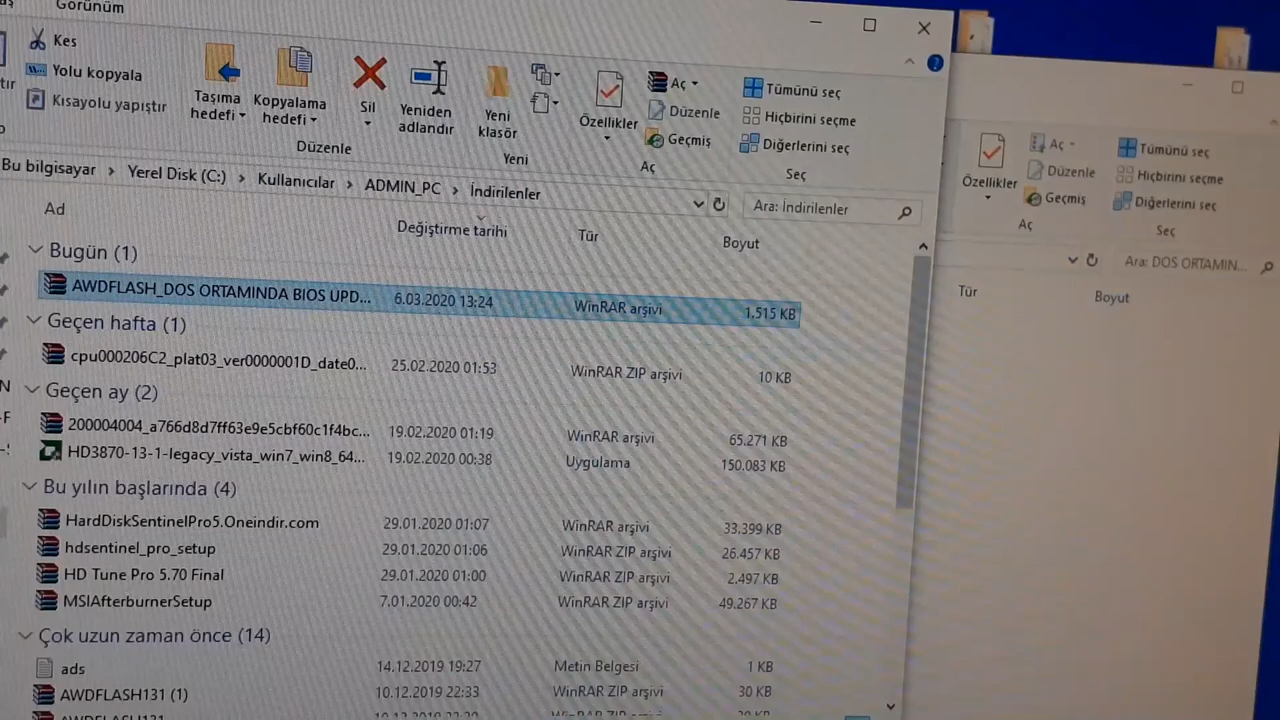 Görünüm
Kes
Yolu kopyala
Kısayolu yapıştır
Taşıma hedefi
Kopyalama hedefi
Sil
Yeniden adlandır
Düzenle
Yeni klasör
Yeni
Özellikler
Aç
Düzenle
Geçmiş
Aç
Tümünü seç
Hiçbirini seçme
Diğerlerini seç
Seç
Bu bilgisayar > Yerel Disk (C:) > Kullanıcılar > ADMIN_PC > İndirilenler
Ara: İndirilenler
Ad Değiştirme tarihi Tür Boyut
Bugün (1)
AWDFLASH_DOS ORTAMINDA BIOS UPD... 6.03.2020 13:24 WinRAR arşivi 1.515 KB
Geçen hafta (1)
cpu000206C2_plat03_ver0000001D_date0... 25.02.2020 01:53 WinRAR ZIP arşivi 10 KB
Geçen ay (2)
200004004_a766d8d7ff63e9e5cbf60c1f4bc... 19.02.2020 01:19 WinRAR arşivi 65.271 KB
HD3870-13-1-legacy_vista_win7_win8_64... 19.02.2020 00:38 Uygulama 150.083 KB
Bu yılın başlarında (4)
HardDiskSentinelPro5.Oneindir.com 29.01.2020 01:07 WinRAR arşivi 33.399 KB
hdsentinel_pro_setup 29.01.2020 01:06 WinRAR ZIP arşivi 26.457 KB
HD Tune Pro 5.70 Final 29.01.2020 01:00 WinRAR ZIP arşivi 2.497 KB
MSIAfterburnerSetup 7.01.2020 00:42 WinRAR ZIP arşivi 49.267 KB
Çok uzun zaman önce (14)
ads 14.12.2019 19:27 Metin Belgesi 1 KB
AWDFLASH131 (1) 10.12.2019 22:33 WinRAR ZIP arşivi 30 KB
Özellikler
Aç
Düzenle
Geçmiş
Aç
Tümünü seç
Hiçbirini seçme
Diğerlerini seç
Seç
Ara: DOS ORTAMIN...
Tür Boyut